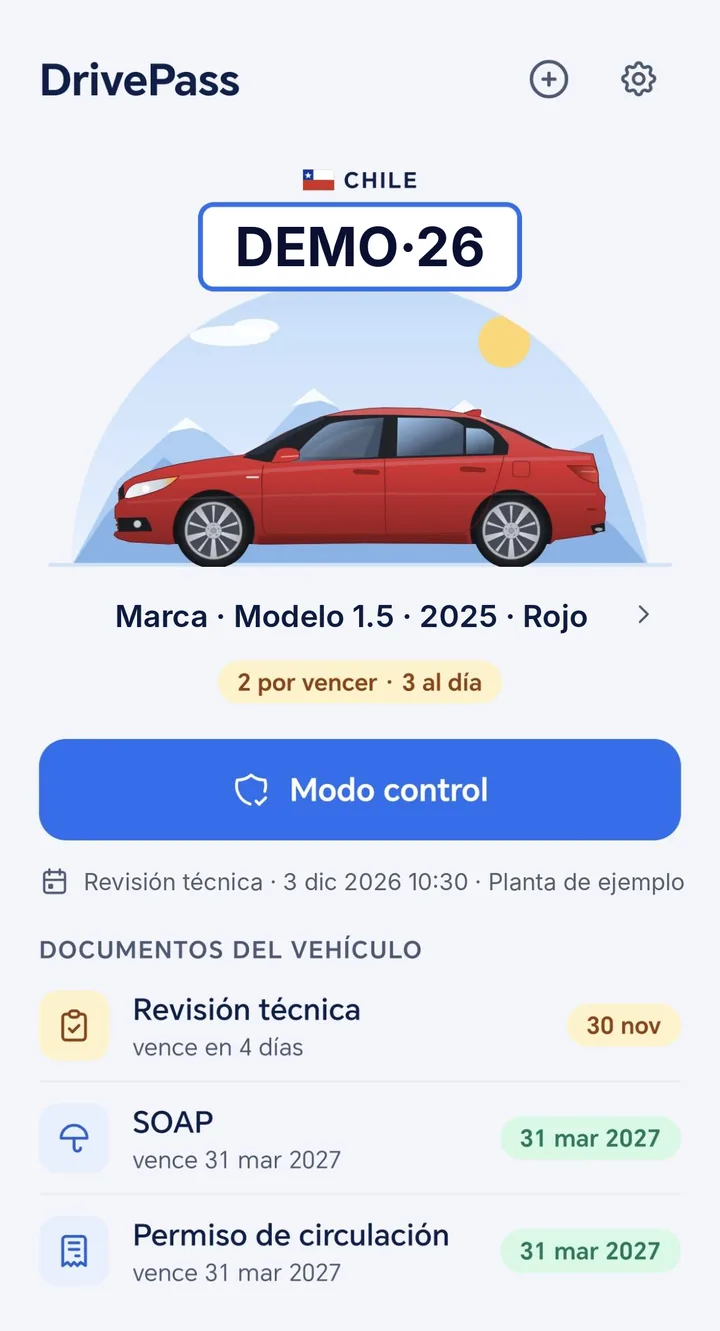 DrivePass
CHILE
DEMO·26
Marca · Modelo 1.5 · 2025 · Rojo
2 por vencer · 3 al día
Modo control
Revisión técnica · 3 dic 2026 10:30 · Planta de ejemplo
DOCUMENTOS DEL VEHÍCULO
Revisión técnica
30 nov
vence en 4 días
SOAP
31 mar 2027
vence 31 mar 2027
Permiso de circulación
31 mar 2027
vence 31 mar 2027